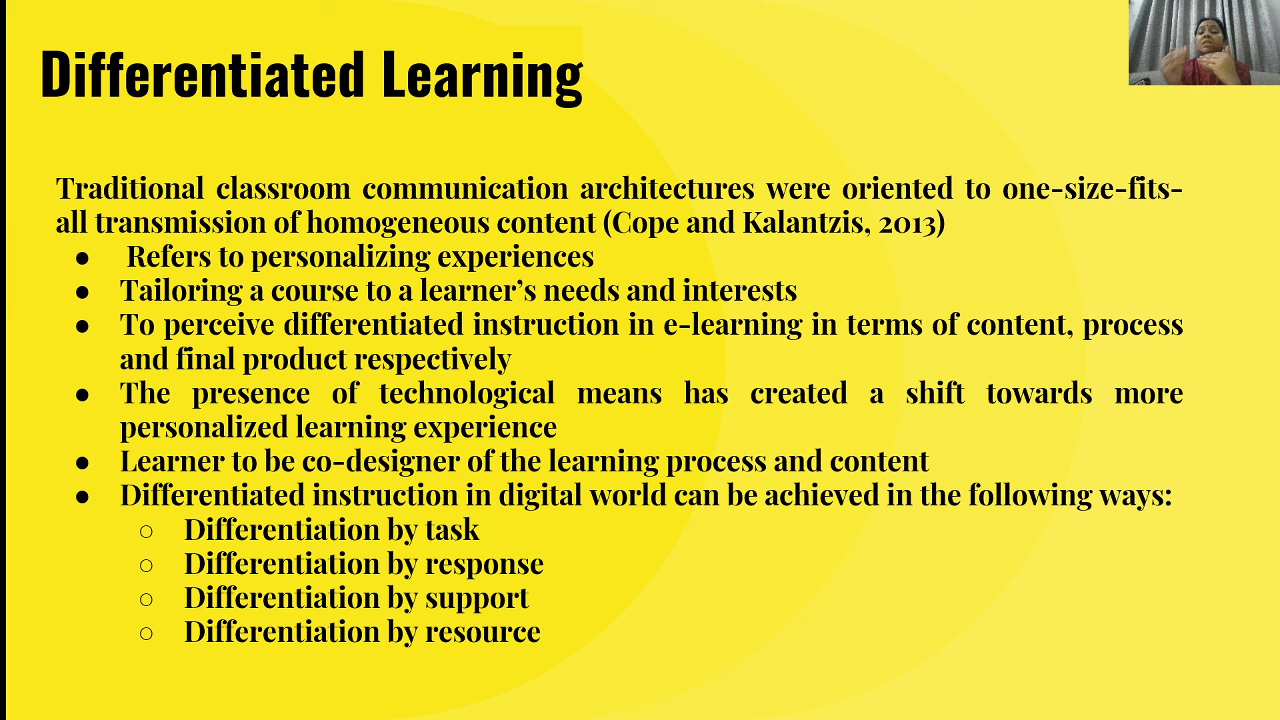 Differentiated Learning
Traditional classroom communication architectures were oriented to one-size-fits-
all transmission of homogeneous content (Cope and Kalantzis, 2013)
● Refers to personalizing experiences
● Tailoring a course to a learner’s needs and interests
● To perceive differentiated instruction in e-learning in terms of content, process
and final product respectively
● The presence of technological means has created a shift towards more
personalized learning experience
● Learner to be co-designer of the learning process and content
● Differentiated instruction in digital world can be achieved in the following ways:
○ Differentiation by task
○ Differentiation by response
○ Differentiation by support
○ Differentiation by resource